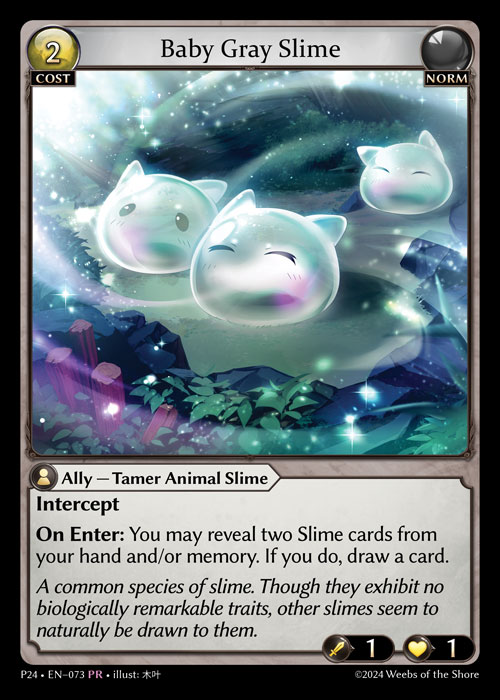 2
Baby Gray Slime
COST
NORM
Ally — Tamer Animal Slime
Intercept
On Enter: You may reveal two Slime cards from
your hand and/or memory. If you do, draw a card.
A common species of slime. Though they exhibit no
biologically remarkable traits, other slimes seem to
naturally be drawn to them.
1
1
P24 • EN–073 PR • illust: 木叶
©2024 Weebs of the Shore